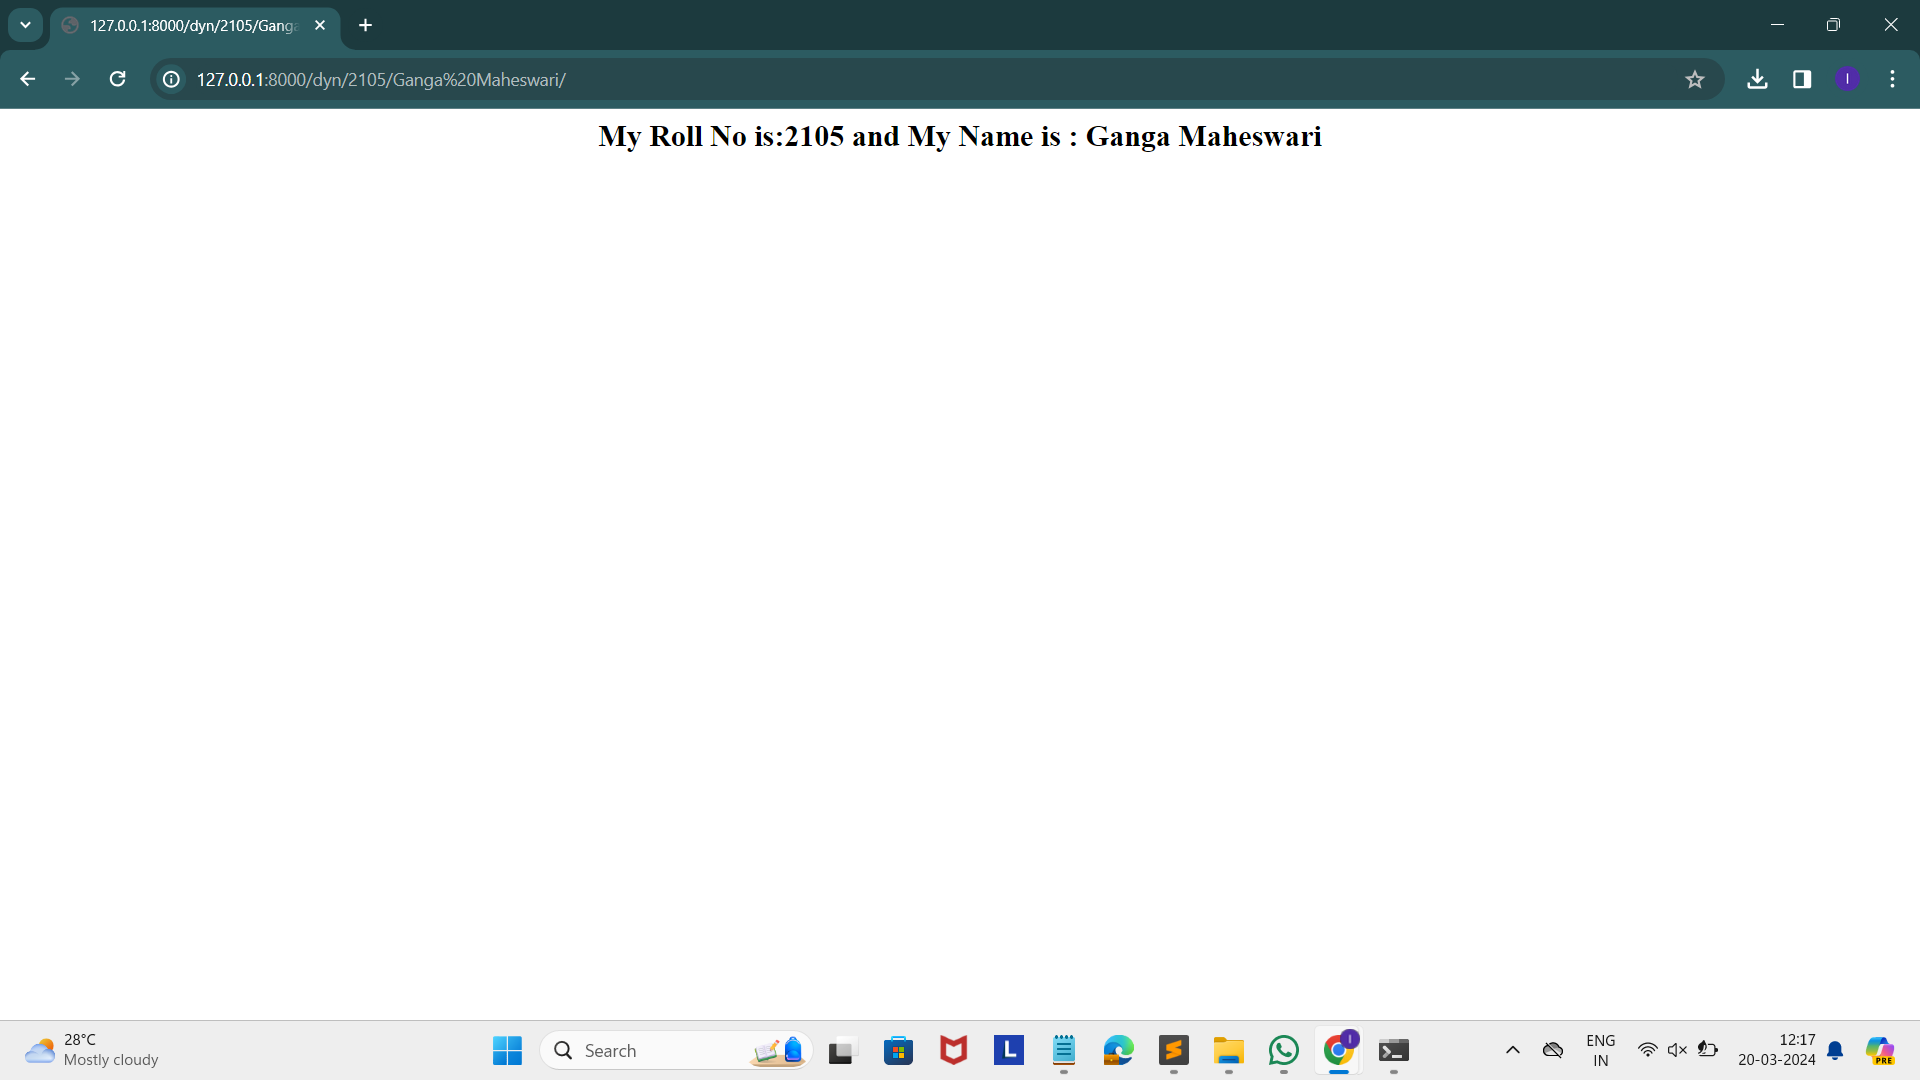 127.0.0.1:8000/dyn/2105/Ganga
127.0.0.1:8000/dyn/2105/Ganga%20Maheswari/
My Roll No is:2105 and My Name is : Ganga Maheswari
28°C
Mostly cloudy
Search
L
I
I
ENG
IN
12:17
20-03-2024
PRE